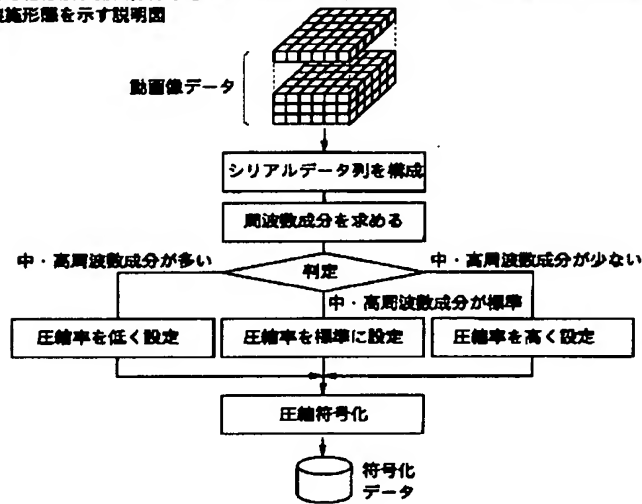 実施形態を示す説明図
動画像データ
シリアルデータ列を構成
周波数成分を求める
中・高周波数成分が多い
判定
中・高周波数成分が少ない
中・高周波数成分が標準
圧縮率を低く設定
圧縮率を標準に設定
圧縮率を高く設定
圧縮符号化
符号化
データ